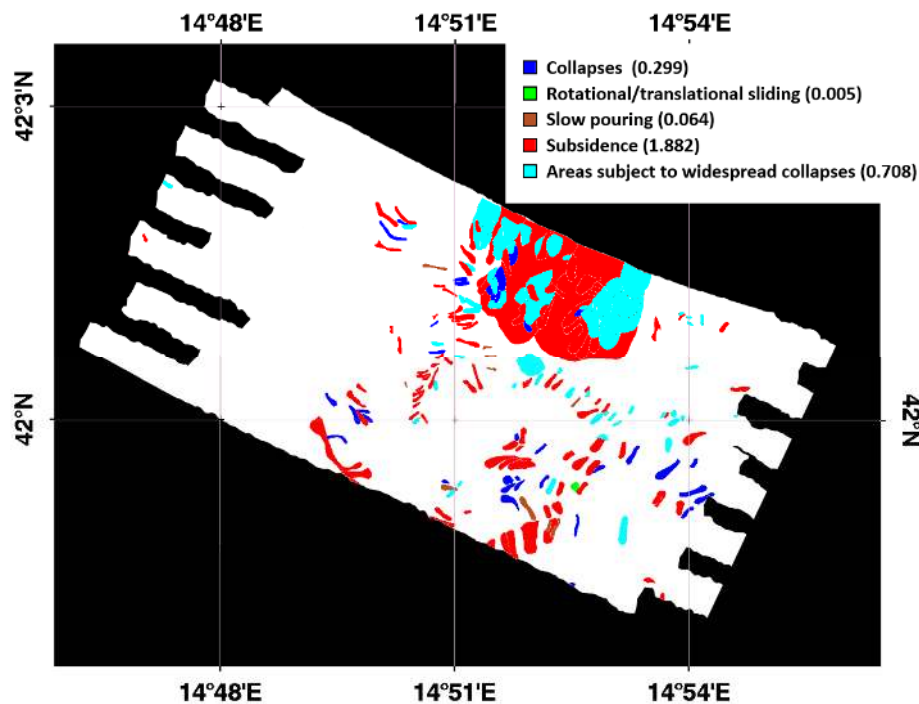 14°48'E 14°51'E 14°54'E
42°3'N
Collapses (0.299)
Rotational/translational sliding (0.005)
Slow pouring (0.064)
Subsidence (1.882)
Areas subject to widespread collapses (0.708)
42°N 42°N
14°48'E 14°51'E 14°54'E